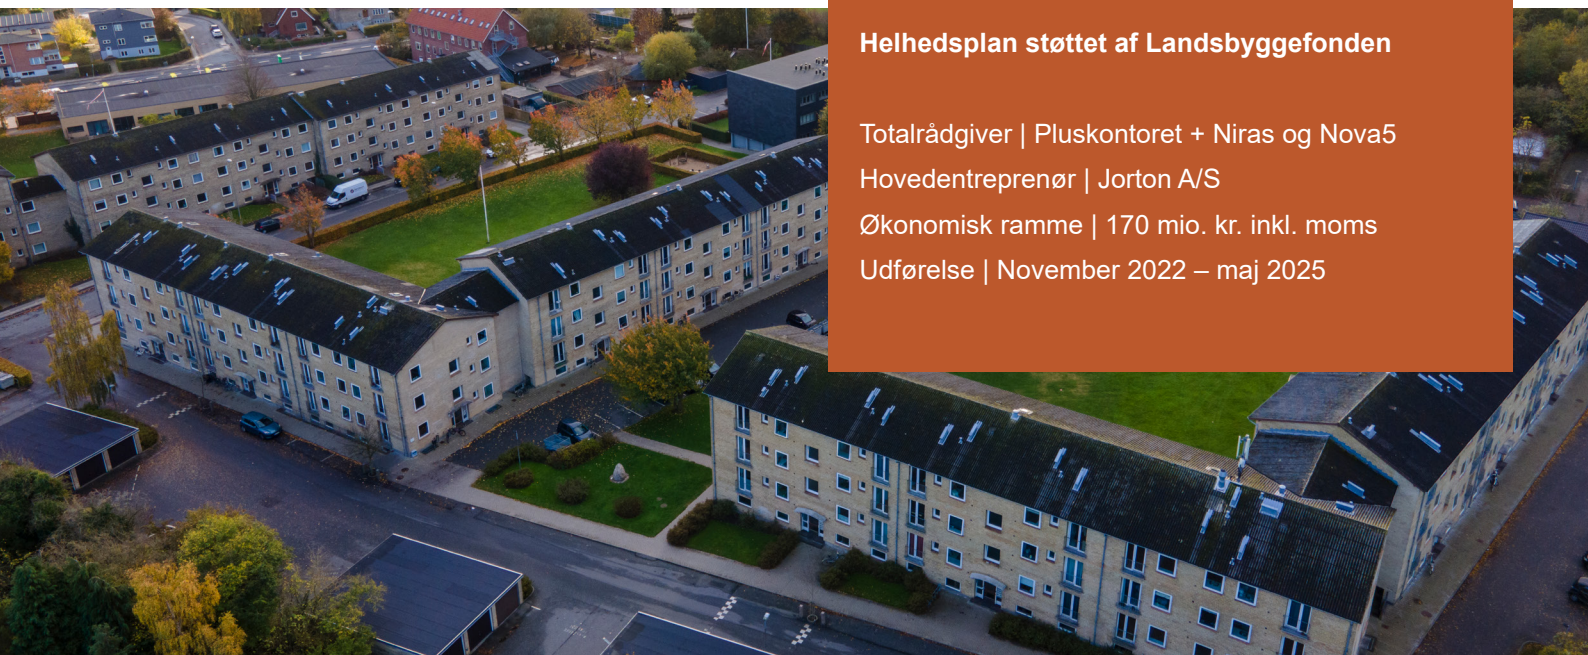 Helhedsplan støttet af Landsbyggefonden
Totalrådgiver | Pluskontoret + Niras og Nova5
Hovedentreprenør | Jorton A/S
Økonomisk ramme | 170 mio. kr. inkl. moms
Udførelse | November 2022 – maj 2025